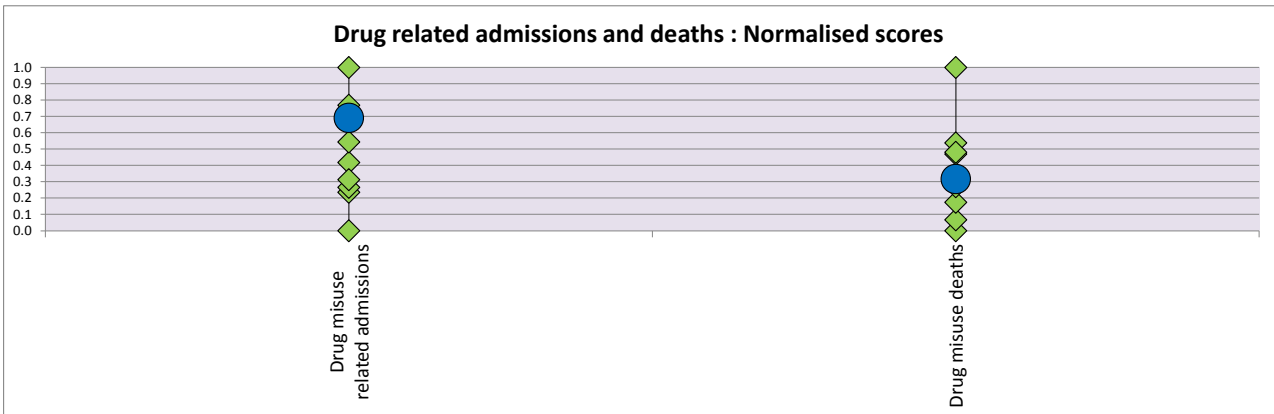 Drug related admissions and deaths : Normalised scores
1.0
0.9
0.8
0.7
0.6
0.5
0.4
0.3
0.2
0.1
0.0
Drug misuse
related admissions
Drug misuse deaths